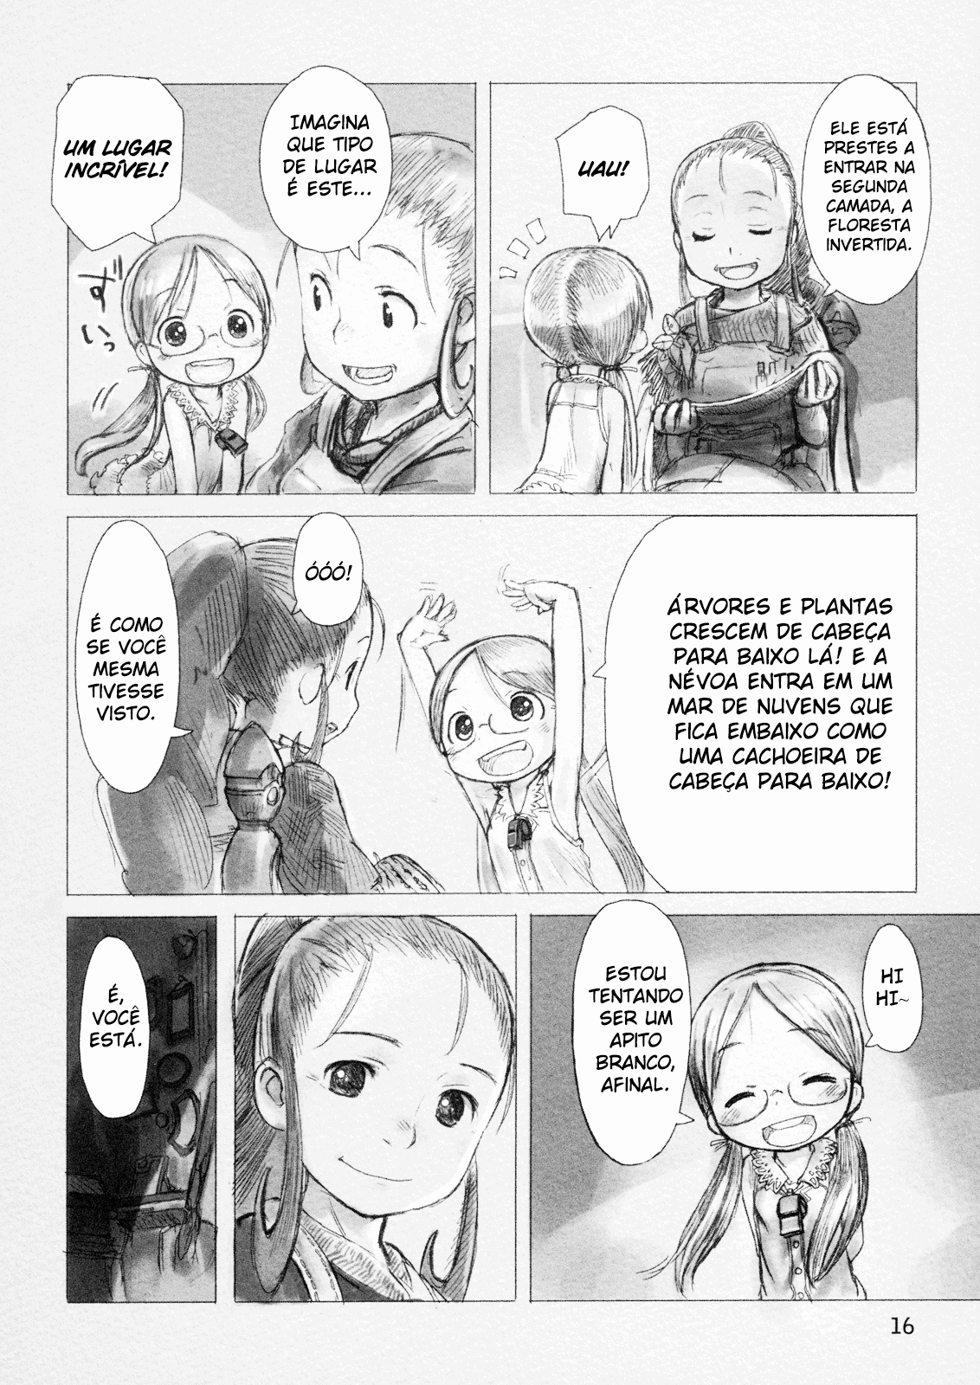 ELE ESTÁ
PRESTES A
ENTRAR NA
SEGUNDA
CAMADA, A
FLORESTA
INVERTIDA.
UAU!
IMAGINA
QUE TIPO
DE LUGAR
É ESTE...
UM LUGAR
INCRÍVEL!
ずいっ
ÁRVORES E PLANTAS
CRESCEM DE CABEÇA
PARA BAIXO LÁ! E A
NÉVOA ENTRA EM UM
MAR DE NUVENS QUE
FICA EMBAIXO COMO
UMA CACHOEIRA DE
CABEÇA PARA BAIXO!
ÓÓÓ!
É COMO
SE VOCÊ
MESMA
TIVESSE
VISTO.
HI
HI~
ESTOU
TENTANDO
SER UM
APITO
BRANCO,
AFINAL.
É,
VOCÊ
ESTÁ.
16